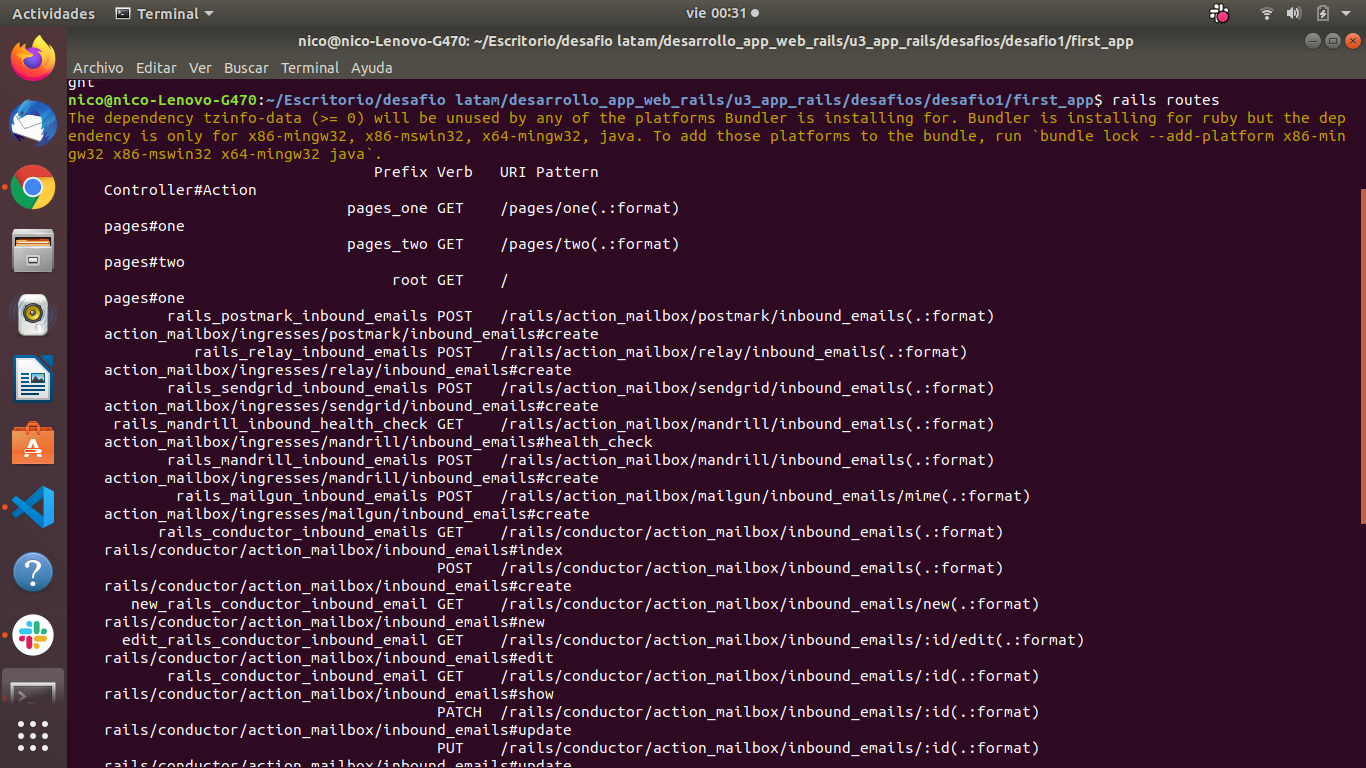 Actividades Terminal vie 00:31
nico@nico-Lenovo-G470: ~/Escritorio/desafio latam/desarrollo_app_web_rails/u3_app_rails/desafios/desafio1/first_app
Archivo Editar Ver Buscar Terminal Ayuda
ght
nico@nico-Lenovo-G470:~/Escritorio/desafio latam/desarrollo_app_web_rails/u3_app_rails/desafios/desafio1/first_app$ rails routes
The dependency tzinfo-data (>= 0) will be unused by any of the platforms Bundler is installing for. Bundler is installing for ruby but the dep
endency is only for x86-mingw32, x86-mswin32, x64-mingw32, java. To add those platforms to the bundle, run `bundle lock --add-platform x86-min
gw32 x86-mswin32 x64-mingw32 java`.
Prefix Verb URI Pattern
Controller#Action
pages_one GET /pages/one(.:format)
pages#one
pages_two GET /pages/two(.:format)
pages#two
root GET /
pages#one
rails_postmark_inbound_emails POST /rails/action_mailbox/postmark/inbound_emails(.:format)
action_mailbox/ingresses/postmark/inbound_emails#create
rails_relay_inbound_emails POST /rails/action_mailbox/relay/inbound_emails(.:format)
action_mailbox/ingresses/relay/inbound_emails#create
rails_sendgrid_inbound_emails POST /rails/action_mailbox/sendgrid/inbound_emails(.:format)
action_mailbox/ingresses/sendgrid/inbound_emails#create
rails_mandrill_inbound_health_check GET /rails/action_mailbox/mandrill/inbound_emails(.:format)
action_mailbox/ingresses/mandrill/inbound_emails#health_check
rails_mandrill_inbound_emails POST /rails/action_mailbox/mandrill/inbound_emails(.:format)
action_mailbox/ingresses/mandrill/inbound_emails#create
rails_mailgun_inbound_emails POST /rails/action_mailbox/mailgun/inbound_emails/mime(.:format)
action_mailbox/ingresses/mailgun/inbound_emails#create
rails_conductor_inbound_emails GET /rails/conductor/action_mailbox/inbound_emails(.:format)
rails/conductor/action_mailbox/inbound_emails#index
POST /rails/conductor/action_mailbox/inbound_emails(.:format)
rails/conductor/action_mailbox/inbound_emails#create
new_rails_conductor_inbound_email GET /rails/conductor/action_mailbox/inbound_emails/new(.:format)
rails/conductor/action_mailbox/inbound_emails#new
edit_rails_conductor_inbound_email GET /rails/conductor/action_mailbox/inbound_emails/:id/edit(.:format)
rails/conductor/action_mailbox/inbound_emails#edit
rails_conductor_inbound_email GET /rails/conductor/action_mailbox/inbound_emails/:id(.:format)
rails/conductor/action_mailbox/inbound_emails#show
PATCH /rails/conductor/action_mailbox/inbound_emails/:id(.:format)
rails/conductor/action_mailbox/inbound_emails#update
PUT /rails/conductor/action_mailbox/inbound_emails/:id(.:format)
rails/conductor/action_mailbox/inbound_emails#update